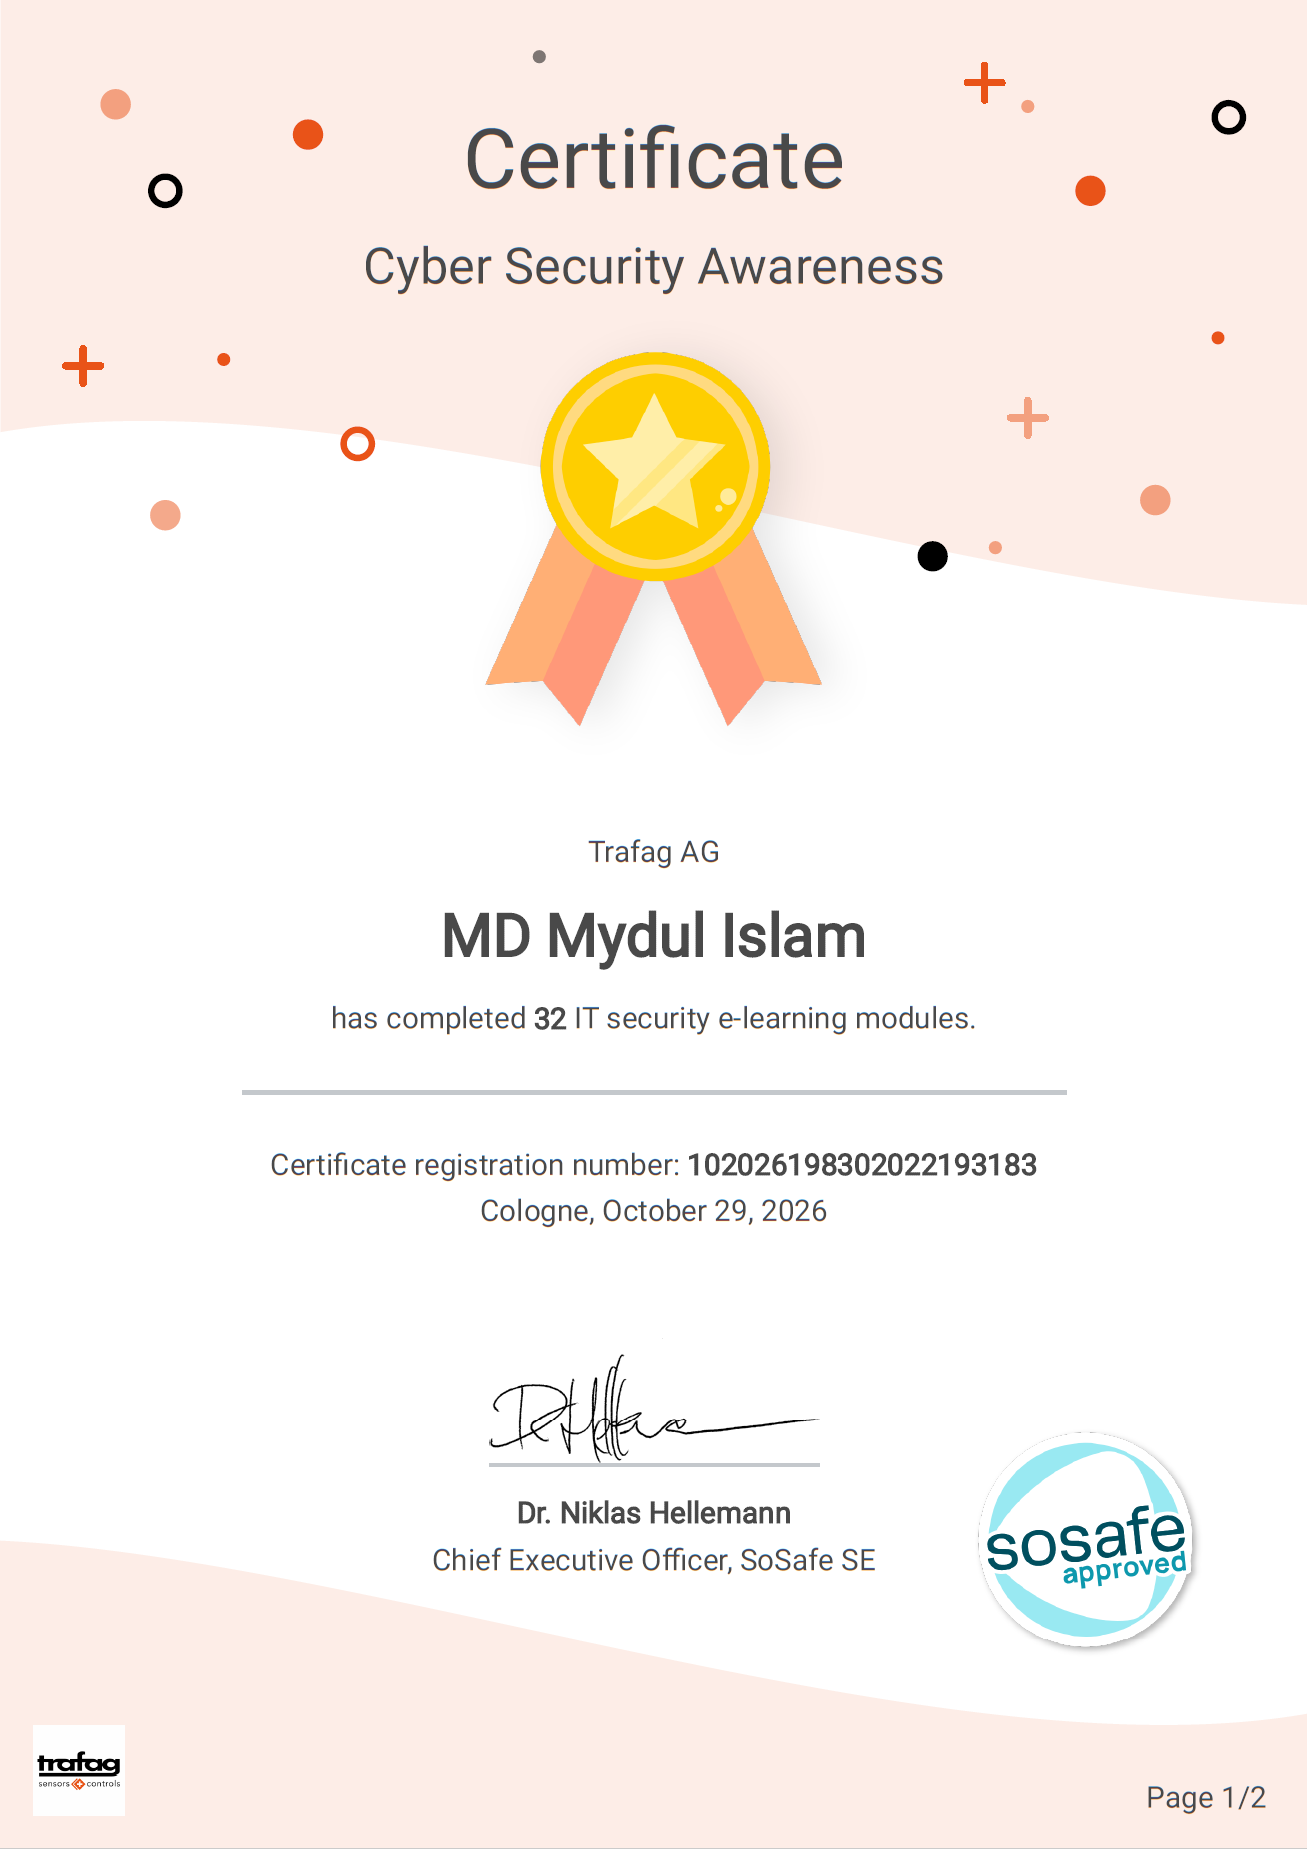 Certificate
Cyber Security Awareness
Trafag AG
MD Mydul Islam
has completed 32 IT security e-learning modules.
Certificate registration number: 102026198302022193183
Cologne, October 29, 2026
Dr. Niklas Hellemann
Chief Executive Officer, SoSafe SE
sosafe
approved
trafag
sensors controls
Page 1/2